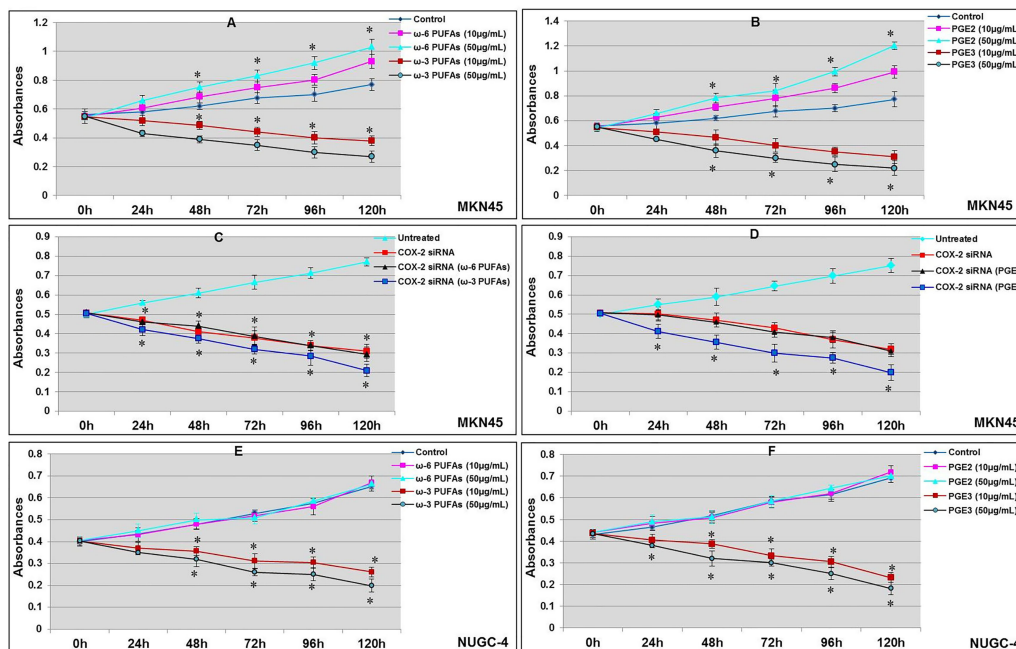 A
Control
ω-6 PUFAs (10μg/mL)
ω-6 PUFAs (50μg/mL)
ω-3 PUFAs (10μg/mL)
ω-3 PUFAs (50μg/mL)
Absorbances
1.2
1
0.8
0.6
0.4
0.2
0
* * * *
* * * *
0h 24h 48h 72h 96h 120h
MKN45
B
Control
PGE2 (10μg/mL)
PGE2 (50μg/mL)
PGE3 (10μg/mL)
PGE3 (50μg/mL)
Absorbances
1.4
1.2
1
0.8
0.6
0.4
0.2
0
* * * *
* * * *
0h 24h 48h 72h 96h 120h
MKN45
C
Untreated
COX-2 siRNA
COX-2 siRNA (ω-6 PUFAs)
COX-2 siRNA (ω-3 PUFAs)
Absorbances
0.9
0.8
0.7
0.6
0.5
0.4
0.3
0.2
0.1
0
* * * * *
* * * * *
0h 24h 48h 72h 96h 120h
MKN45
D
Untreated
COX-2 siRNA
COX-2 siRNA (PGE
COX-2 siRNA (PGE
Absorbances
0.9
0.8
0.7
0.6
0.5
0.4
0.3
0.2
0.1
0
* * * * *
0h 24h 48h 72h 96h 120h
MKN45
E
Control
ω-6 PUFAs (10μg/mL)
ω-6 PUFAs (50μg/mL)
ω-3 PUFAs (10μg/mL)
ω-3 PUFAs (50μg/mL)
Absorbances
0.8
0.7
0.6
0.5
0.4
0.3
0.2
0.1
0
* * * *
* * * *
0h 24h 48h 72h 96h 120h
NUGC-4
F
Control
PGE2 (10μg/mL)
PGE2 (50μg/mL)
PGE3 (10μg/mL)
PGE3 (50μg/mL)
Absorbances
0.8
0.7
0.6
0.5
0.4
0.3
0.2
0.1
0
* * * *
* * * * *
0h 24h 48h 72h 96h 120h
NUGC-4